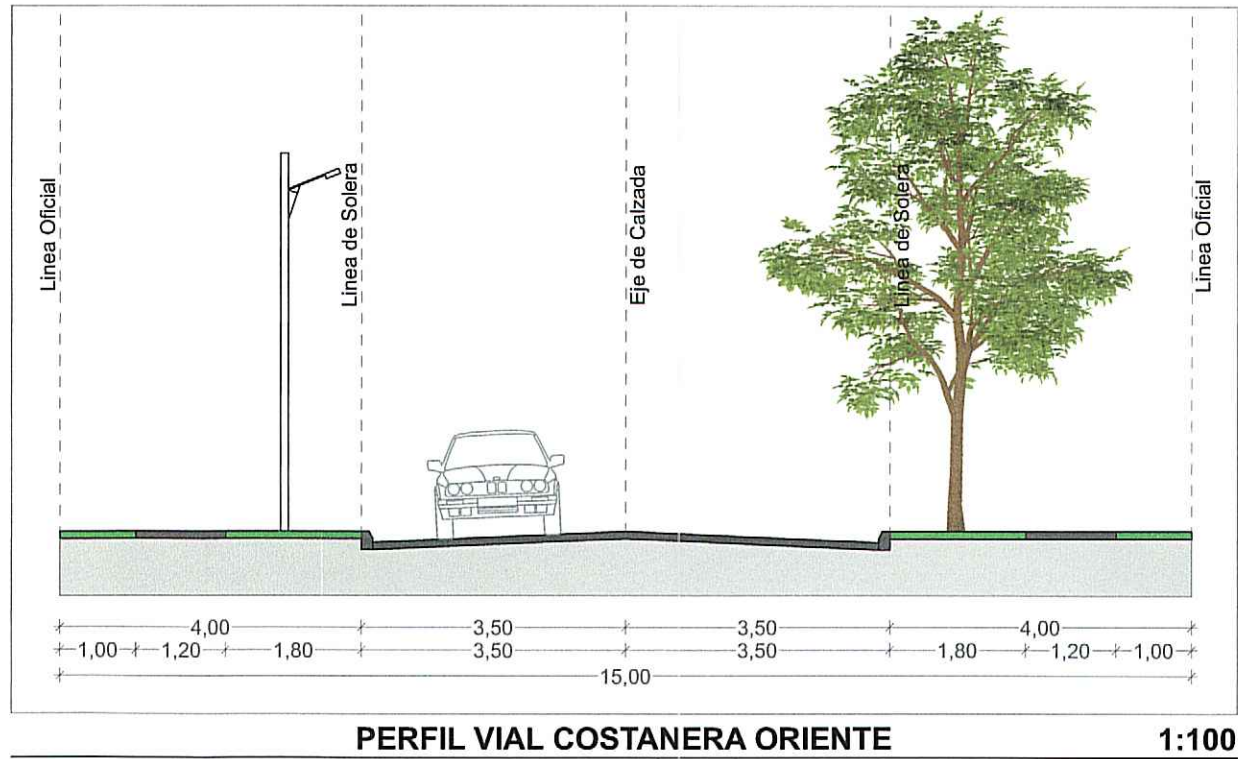 Linea Oficial
Linea de Solera
Eje de Calzada
Linea de Solera
Linea Oficial
4,00 3,50 3,50 4,00
1,00 1,20 1,80 3,50 3,50 1,80 1,20 1,00
15,00
PERFIL VIAL COSTANERA ORIENTE 1:100